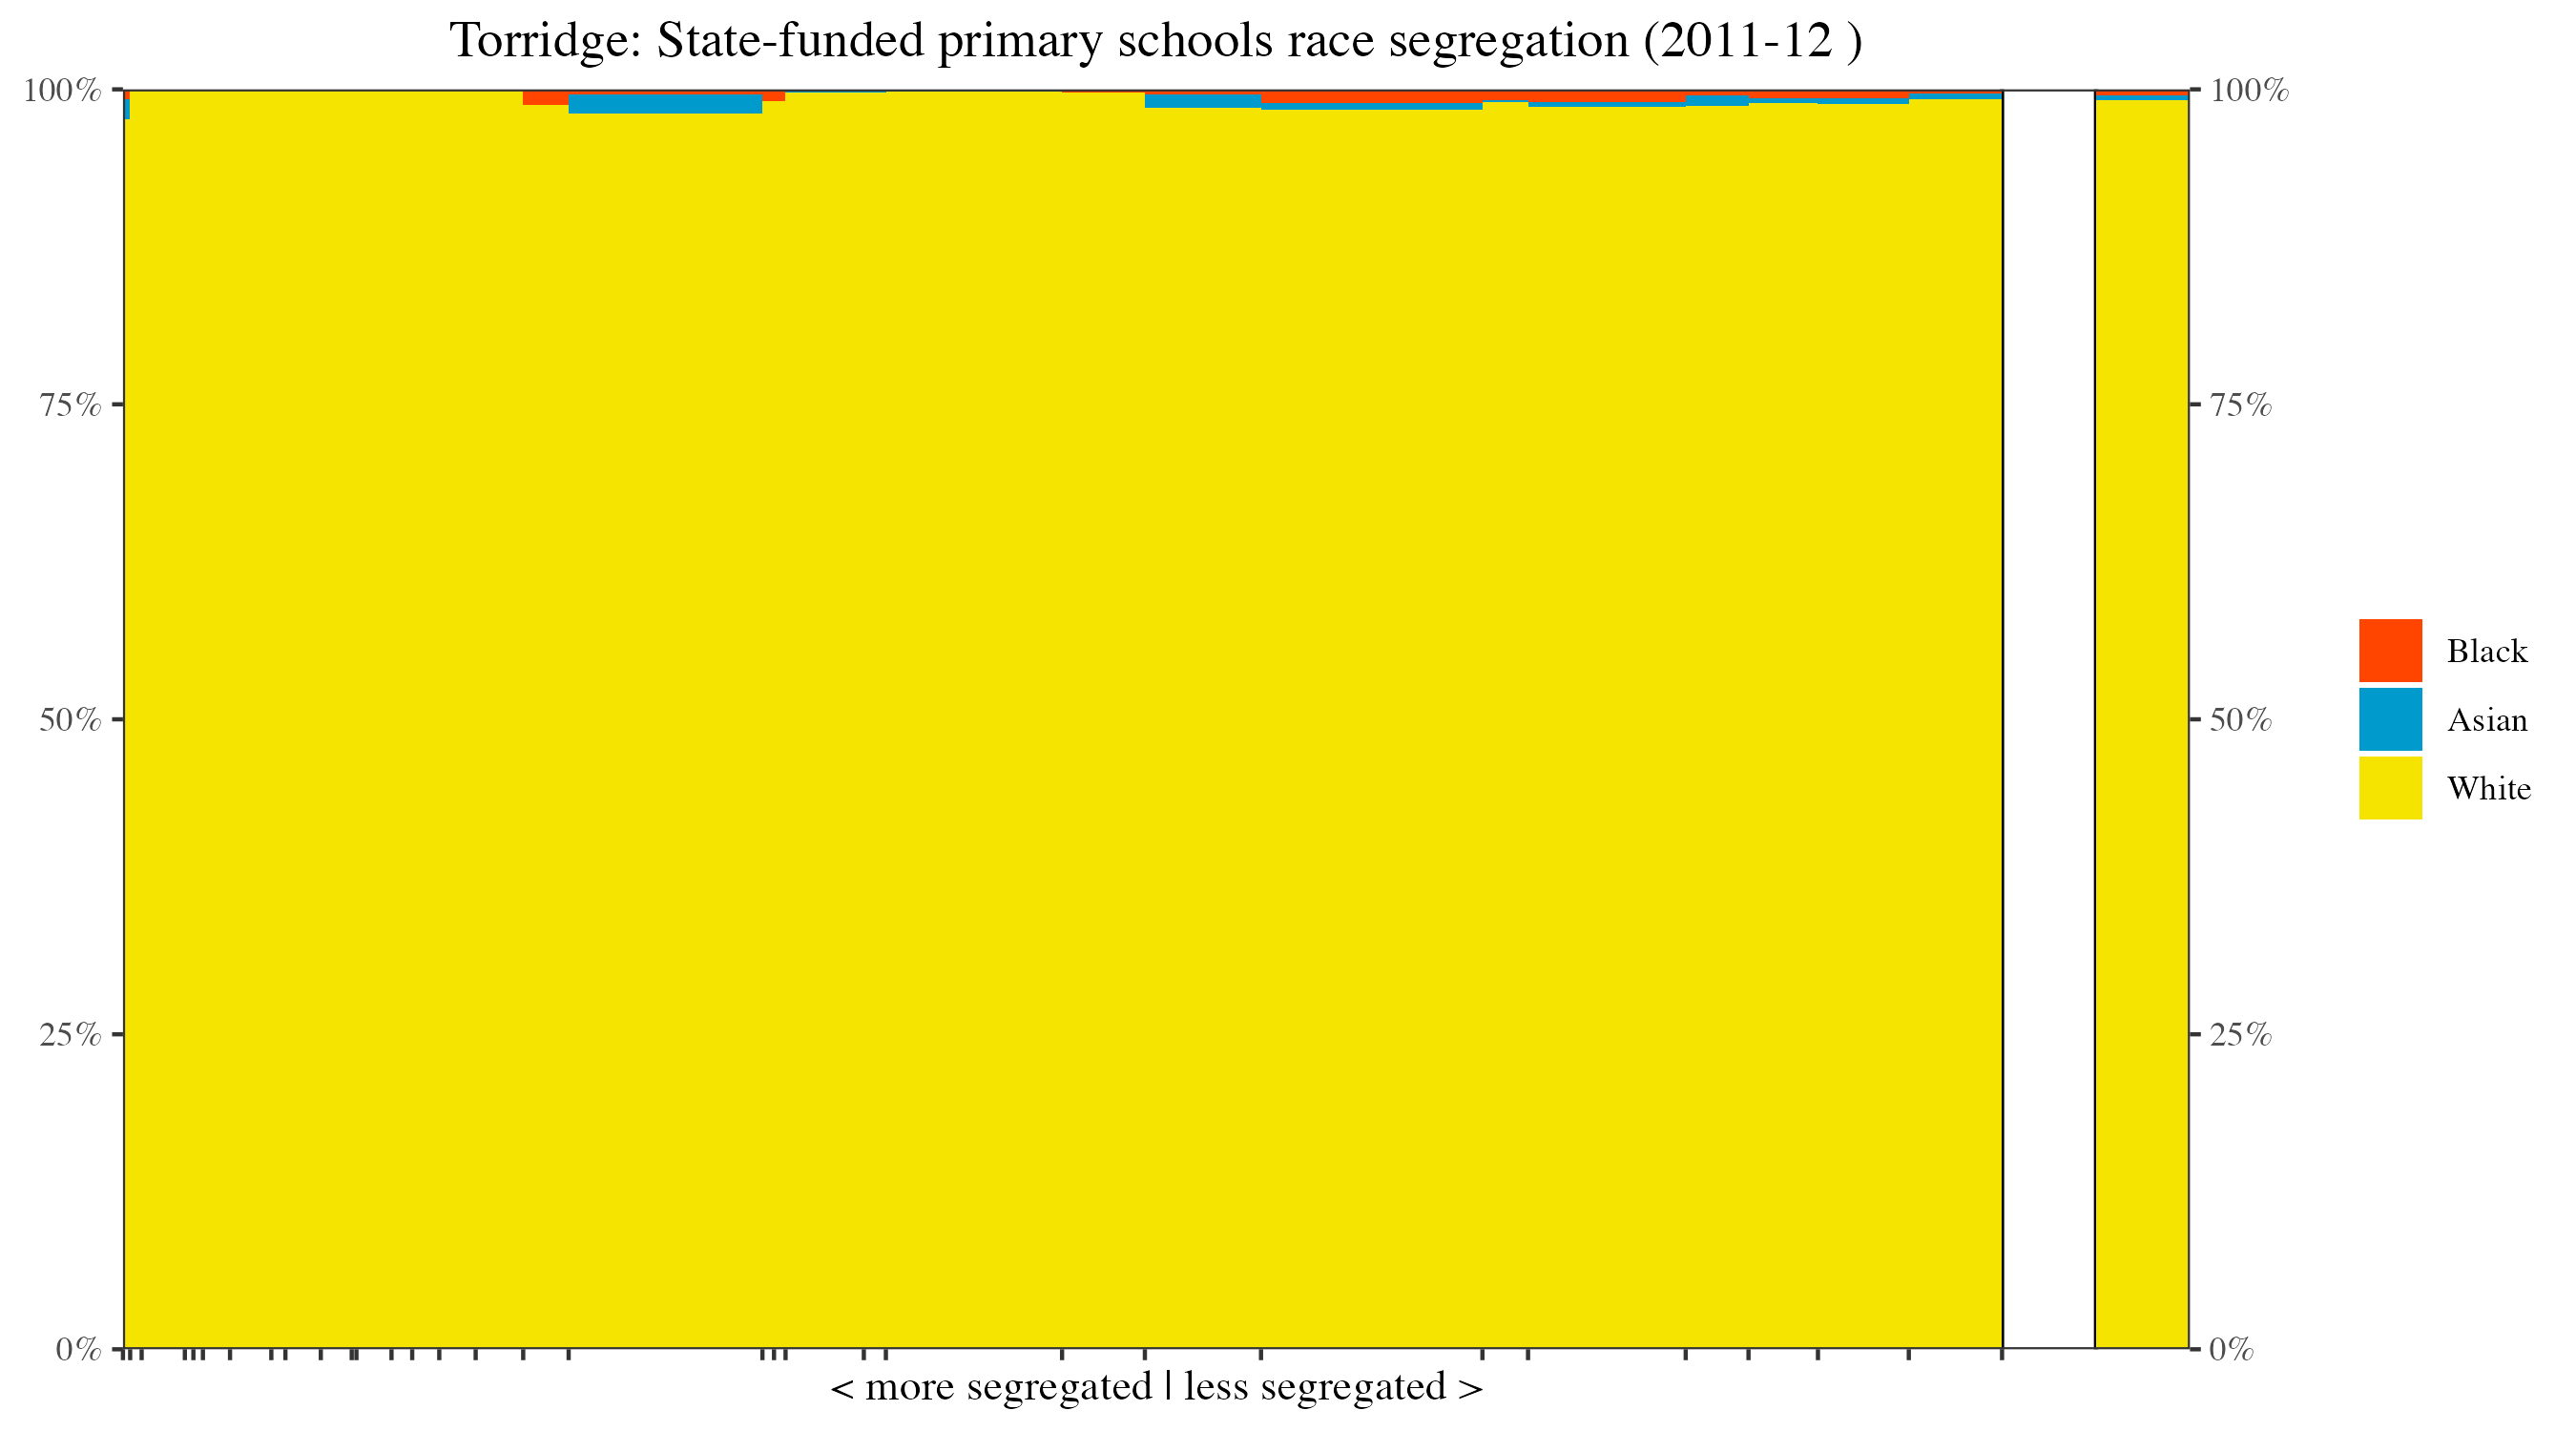 Torridge: State-funded primary schools race segregation (2011-12 )
100%
75%
50%
25%
0%
100%
75%
50%
25%
0%
Black
Asian
White
< more segregated | less segregated >